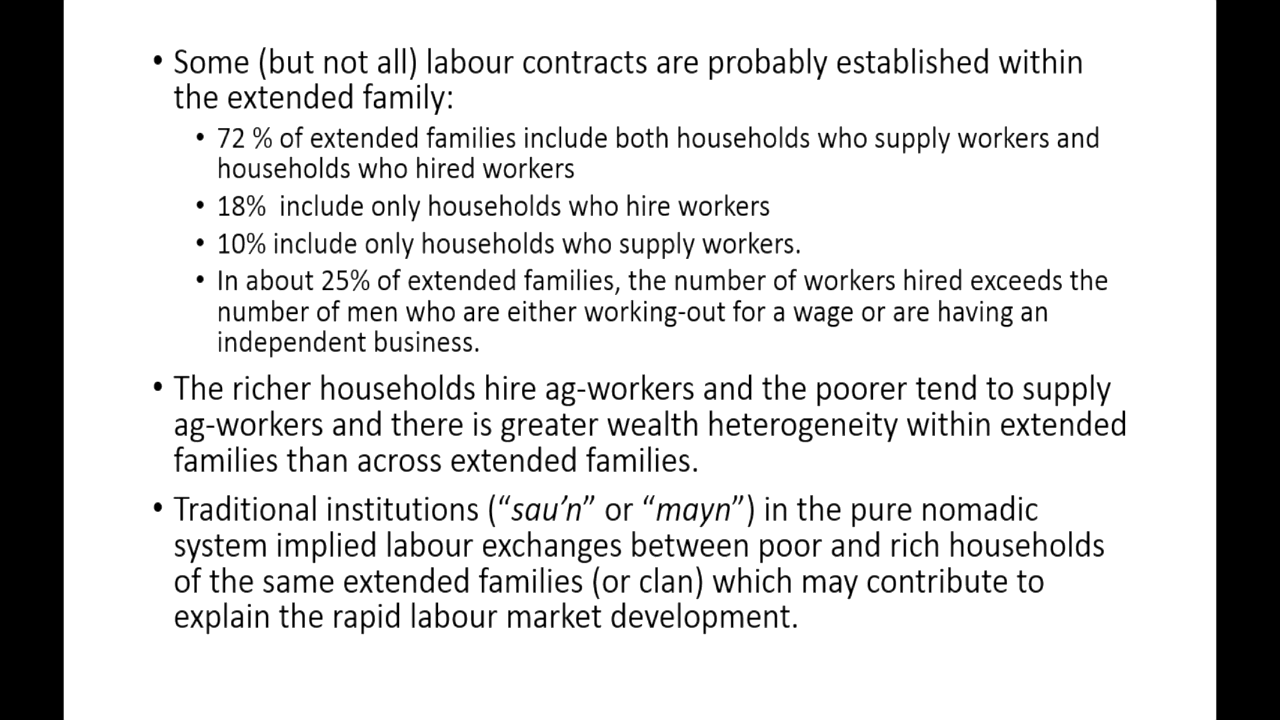 • Some (but not all) labour contracts are probably established within
the extended family:
• 72 % of extended families include both households who supply workers and
households who hired workers
• 18%  include only households who hire workers
• 10% include only households who supply workers.
• In about 25% of extended families, the number of workers hired exceeds the
number of men who are either working-out for a wage or are having an
independent business.
• The richer households hire ag-workers and the poorer tend to supply
ag-workers and there is greater wealth heterogeneity within extended
families than across extended families.
• Traditional institutions (“sau’n” or “mayn”) in the pure nomadic
system implied labour exchanges between poor and rich households
of the same extended families (or clan) which may contribute to
explain the rapid labour market development.